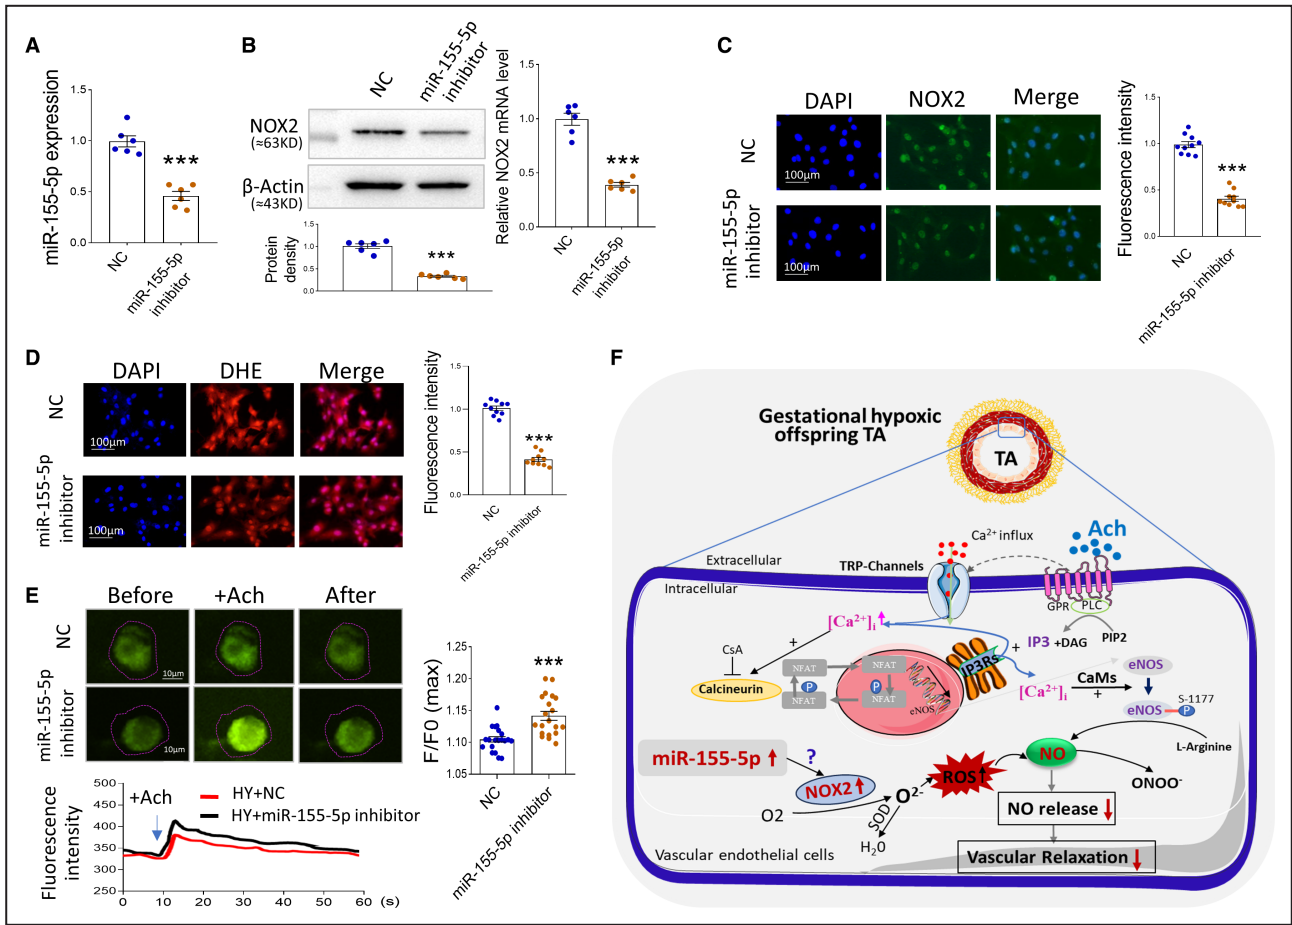 A
miR-155-5p expression
1.5
1.0
0.5
0.0
***
NC
miR-155-5p
inhibitor
B
NC
miR-155-5p
inhibitor
NOX2
(≈63KD)
β-Actin
(≈43KD)
Protein
density
1.5
1.0
0.5
0.0
***
Relative NOX2 mRNA level
1.5
1.0
0.5
0.0
***
NC
miR-155-5p
inhibitor
C
DAPI
NOX2
Merge
NC
100μm
miR-155-5p
inhibitor
100μm
Fluorescence intensity
1.5
1.0
0.5
0.0
***
NC
miR-155-5p inhibitor
D
DAPI
DHE
Merge
NC
100μm
miR-155-5p
inhibitor
100μm
Fluorescence intensity
1.5
1.0
0.5
0.0
***
NC
miR-155-5p inhibitor
E
Before
+Ach
After
NC
10μm
miR-155-5p
inhibitor
10μm
Fluorescence
intensity
500
450
400
350
300
250
+Ach
HY+NC
HY+miR-155-5p inhibitor
0 10 20 30 40 50 60 (s)
F/F0 (max)
1.25
1.20
1.15
1.10
1.05
***
NC
miR-155-5p inhibitor
F
Gestational hypoxic
offspring TA
TA
Ach
Ca²⁺ influx
Extracellular
TRP-Channels
Intracellular
GPR
PLC
[Ca²⁺]i
IP3 +DAG
PIP2
+
CsA
+
IP3Rs
eNOS
NFAT
NFAT
Calcineurin
P
P
NFAT
NFAT
eNOS
[Ca²⁺]i
CaMs
+
eNOS
P
S-1177
L-Arginine
miR-155-5p
?
NOX2
ROS
NO
ONOO⁻
O2
O²⁻
SOD
H₂0
NO release
Vascular endothelial cells
Vascular Relaxation